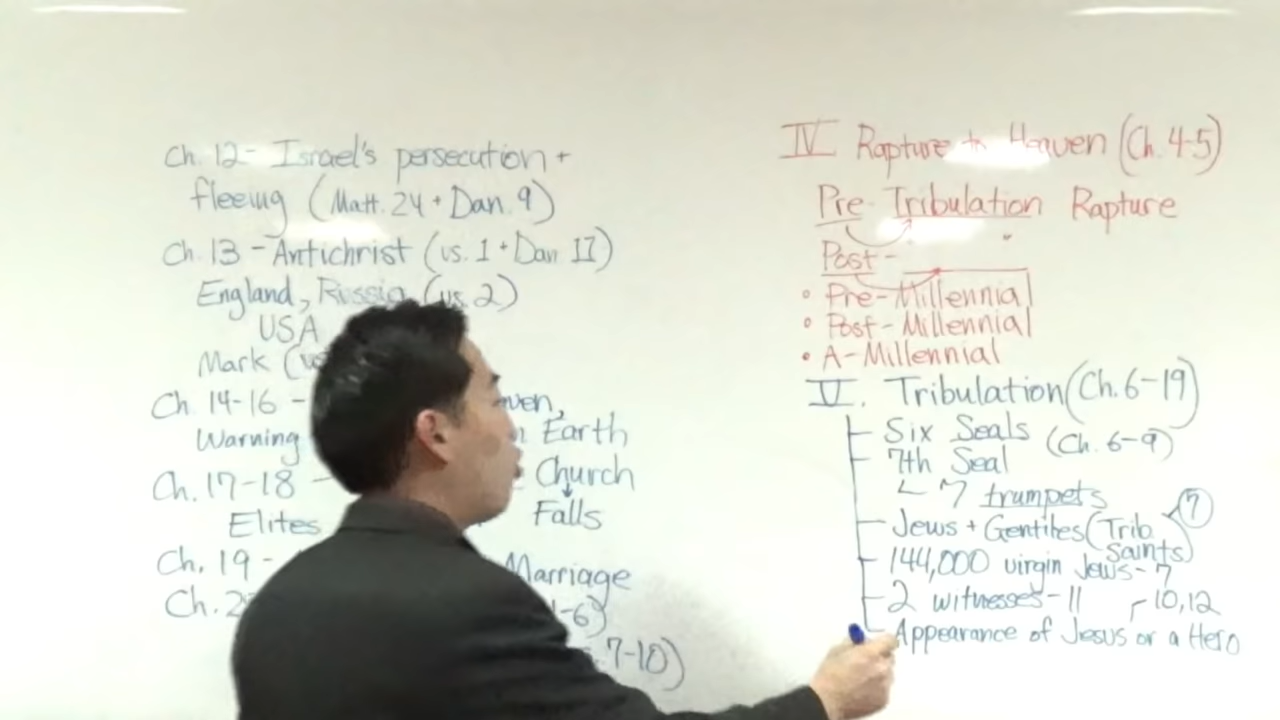 Ch. 12 - Israel's persecution +
fleeing (Matt. 24 + Dan. 9)
Ch. 13 - Antichrist (vs. 1 + Dan 11)
England, Russia (vs. 2)
USA
Mark
Ch. 14-16 -
Warning Earth
Ch. 17-18 - Church
Elites Falls
Ch. 19 - Marriage
7-10)
IV Rapture to Heaven (Ch. 4-5)
Pre-Tribulation Rapture
Post-
• Pre-Millennial
• Post-Millennial
• A-Millennial
V. Tribulation (Ch. 6-19)
Six Seals (Ch. 6-9)
7th Seal
7 trumpets
Jews + Gentiles (Trib. Saints) 7
144,000 virgin Jews - 7
2 witnesses - 11
10,12
Appearance of Jesus or a Hero